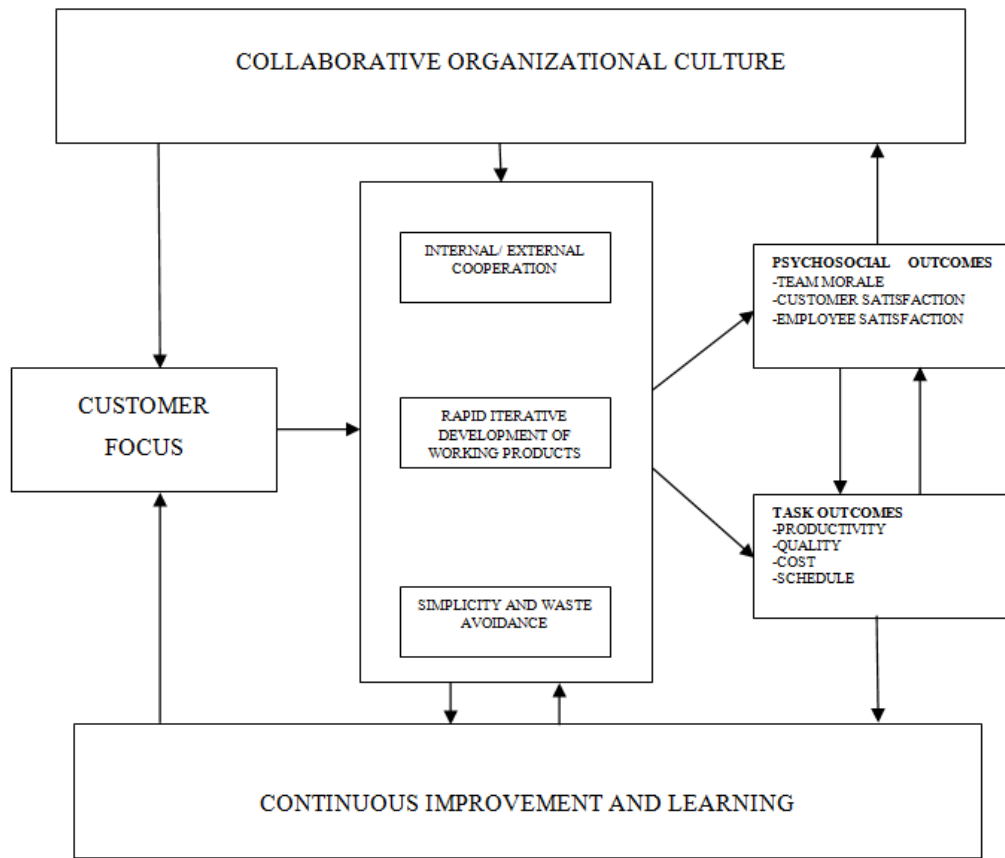 COLLABORATIVE ORGANIZATIONAL CULTURE
INTERNAL/ EXTERNAL
COOPERATION
PSYCHOSOCIAL OUTCOMES
-TEAM MORALE
-CUSTOMER SATISFACTION
-EMPLOYEE SATISFACTION
CUSTOMER
FOCUS
RAPID ITERATIVE
DEVELOPMENT OF
WORKING PRODUCTS
TASK OUTCOMES
-PRODUCTIVITY
-QUALITY
-COST
-SCHEDULE
SIMPLICITY AND WASTE
AVOIDANCE
CONTINUOUS IMPROVEMENT AND LEARNING